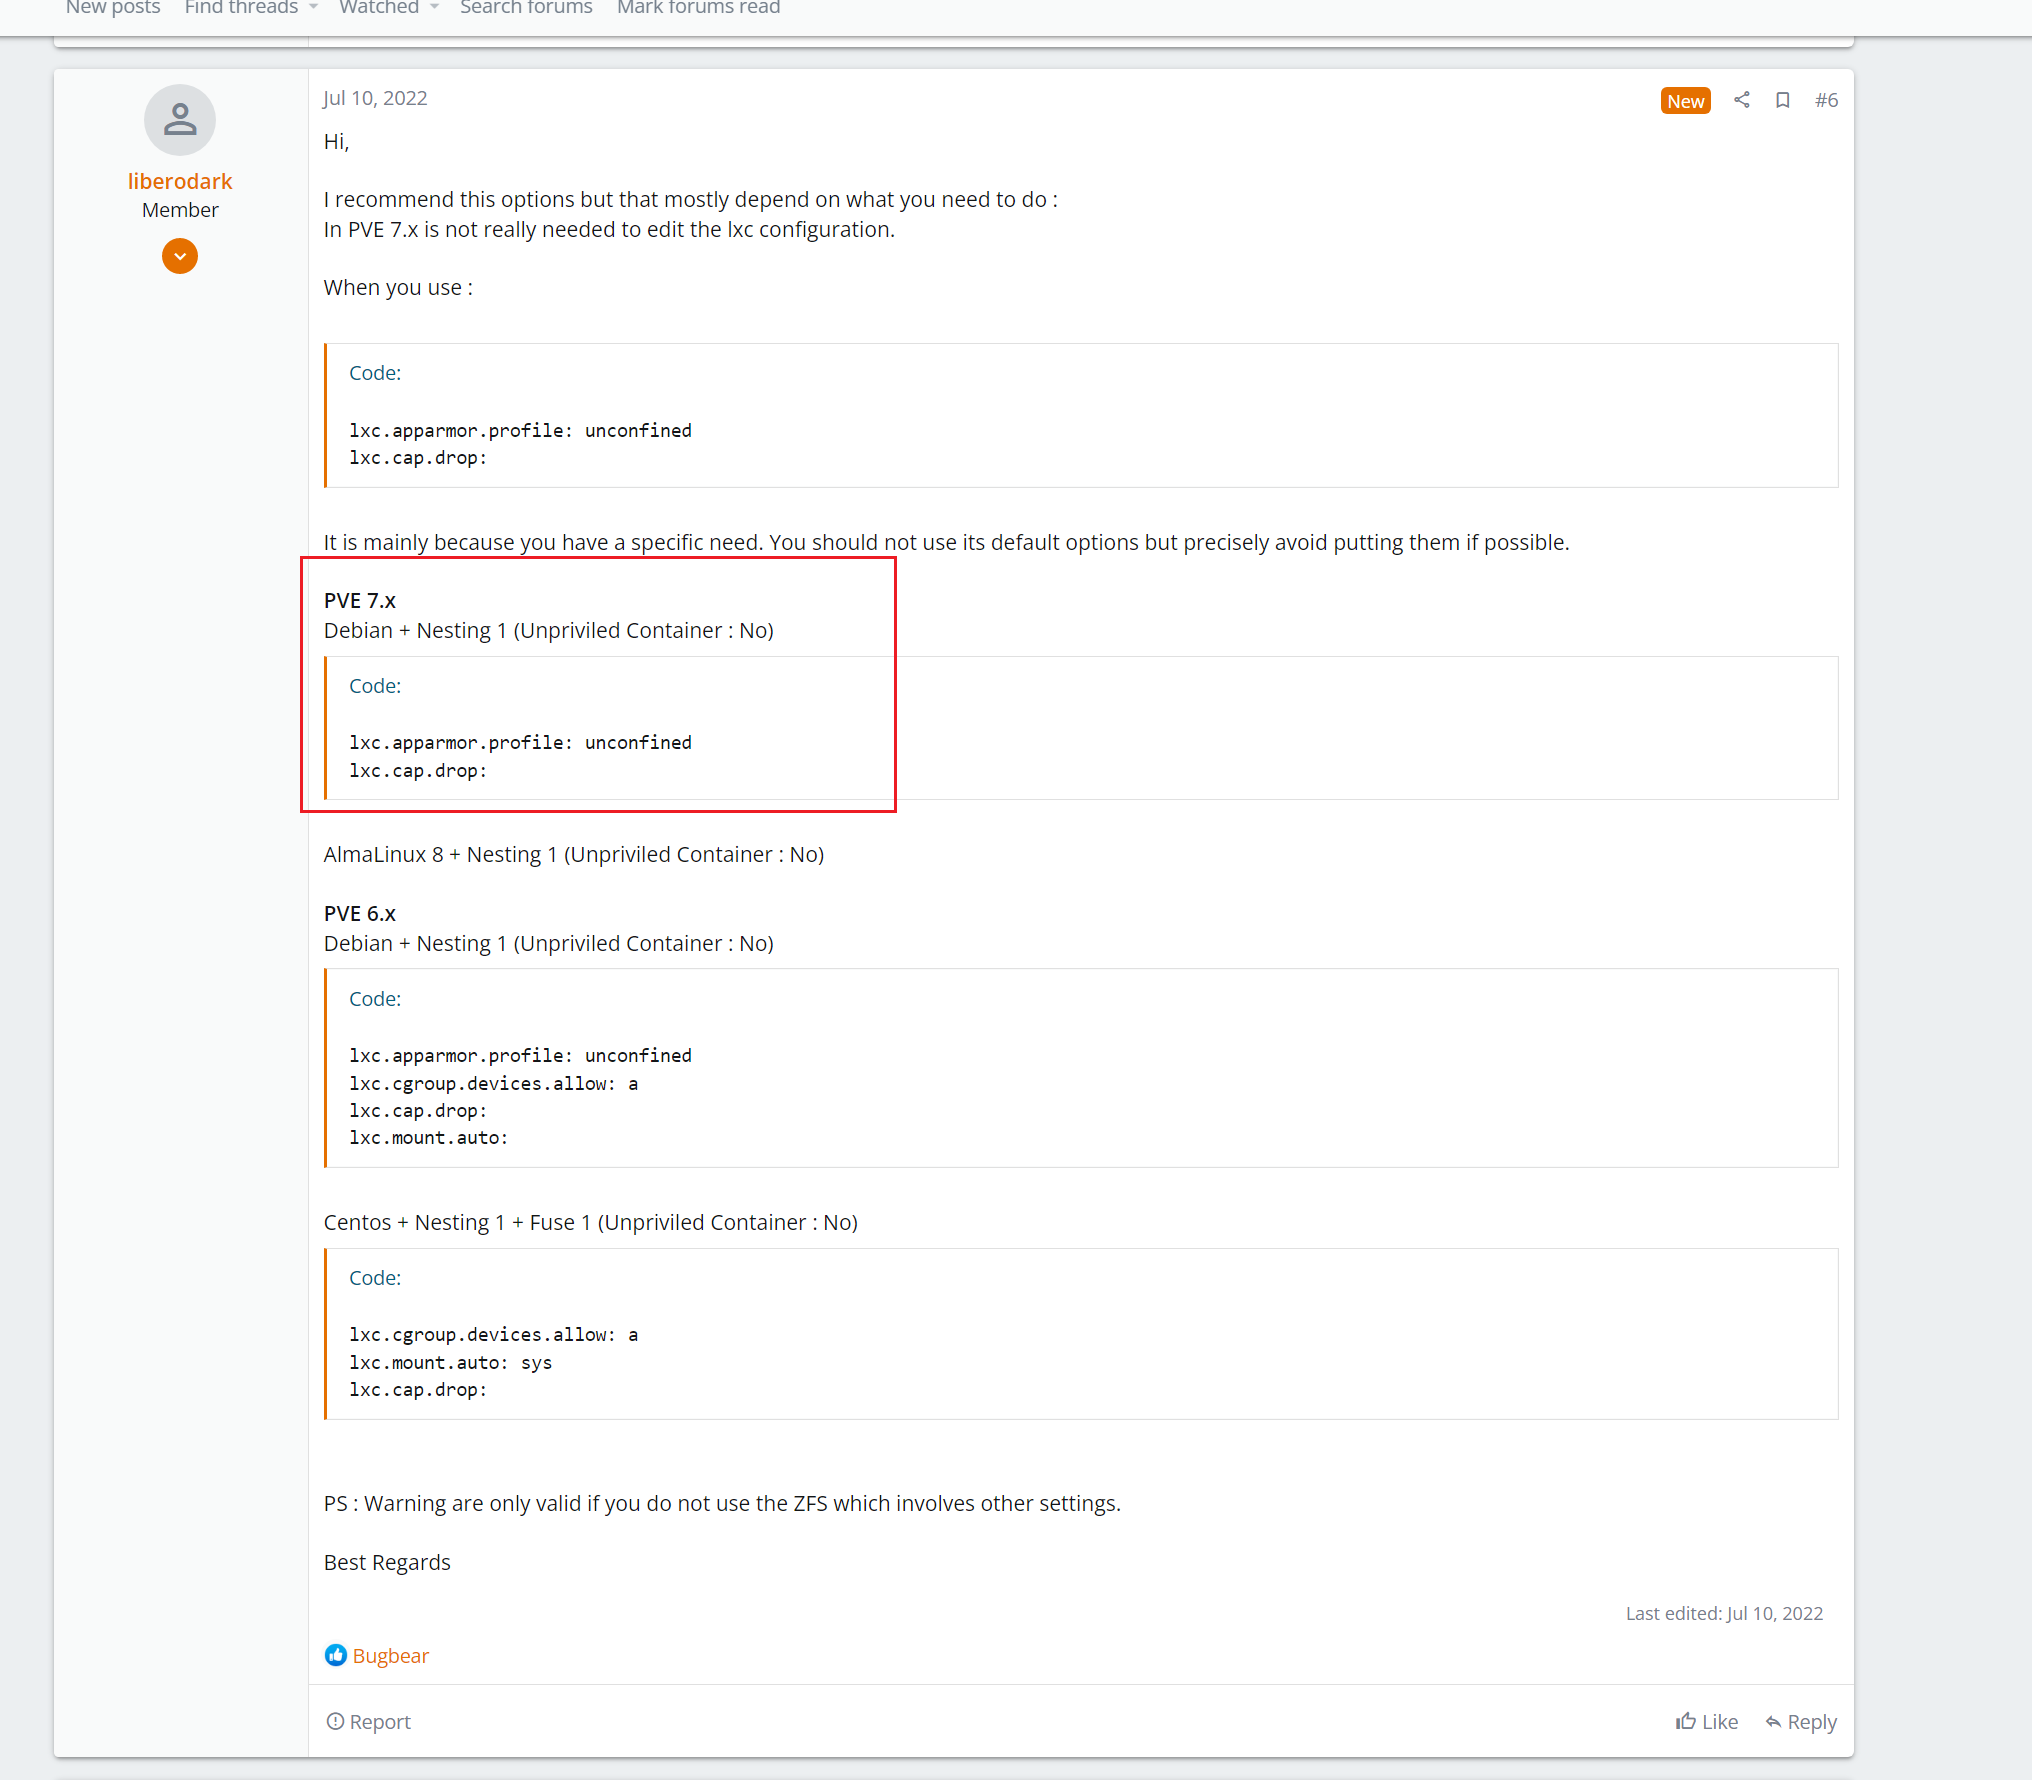 New posts Find threads Watched Search forums Mark forums read
liberodark
Member
Jul 10, 2022
New #6
Hi,
I recommend this options but that mostly depend on what you need to do :
In PVE 7.x is not really needed to edit the lxc configuration.
When you use :
Code:
lxc.apparmor.profile: unconfined
lxc.cap.drop:
It is mainly because you have a specific need. You should not use its default options but precisely avoid putting them if possible.
PVE 7.x
Debian + Nesting 1 (Unpriviled Container : No)
Code:
lxc.apparmor.profile: unconfined
lxc.cap.drop:
AlmaLinux 8 + Nesting 1 (Unpriviled Container : No)
PVE 6.x
Debian + Nesting 1 (Unpriviled Container : No)
Code:
lxc.apparmor.profile: unconfined
lxc.cgroup.devices.allow: a
lxc.cap.drop:
lxc.mount.auto:
Centos + Nesting 1 + Fuse 1 (Unpriviled Container : No)
Code:
lxc.cgroup.devices.allow: a
lxc.mount.auto: sys
lxc.cap.drop:
PS : Warning are only valid if you do not use the ZFS which involves other settings.
Best Regards
Last edited: Jul 10, 2022
Bugbear
Report Like Reply